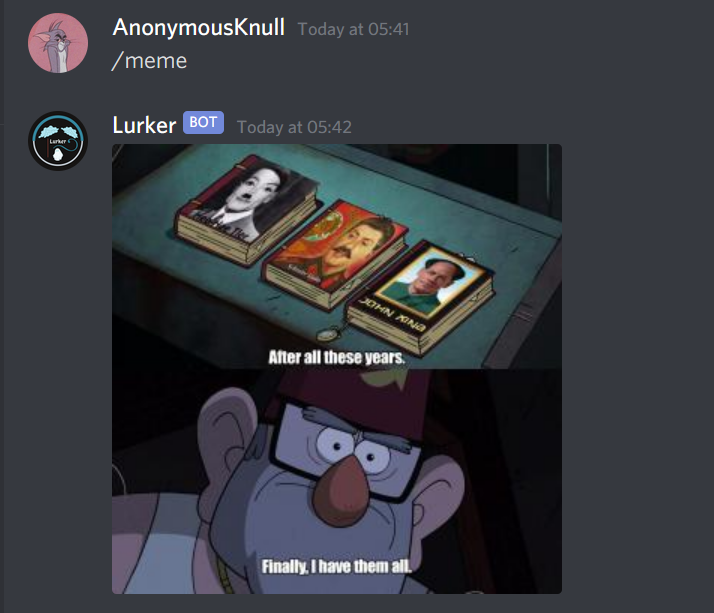 AnonymousKnull Today at 05:41
/meme
Lurker BOT Today at 05:42
Lurker
JOHN XINA
After all these years.
Finally, I have them all.